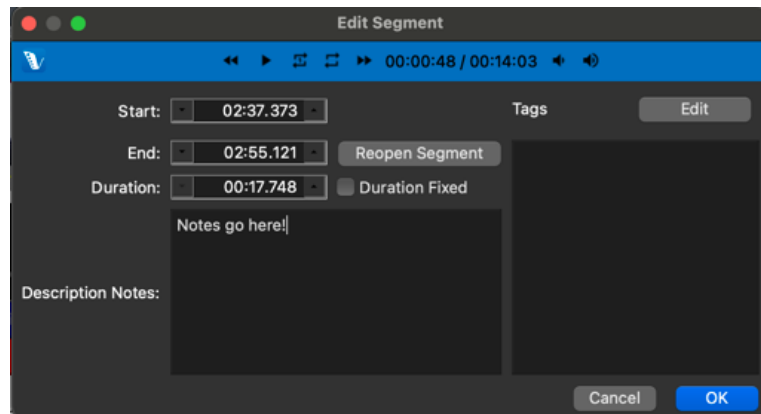 Edit Segment
00:00:48 / 00:14:03
Start: 02:37.373
Tags Edit
End: 02:55.121 Reopen Segment
Duration: 00:17.748 Duration Fixed
Notes go here!
Description Notes:
Cancel OK